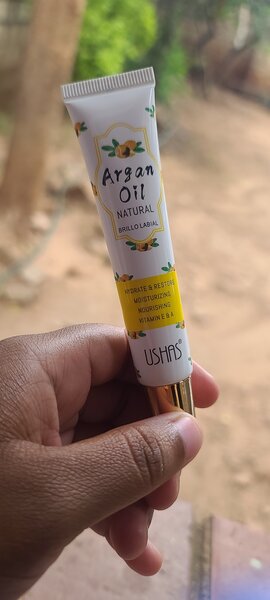 Argan
Oil
NATURAL
BRILLO LABIAL
HYDRATE & RESTORE
MOISTURIZING
NOURISHING
VITAMIN E & A
USHAS®